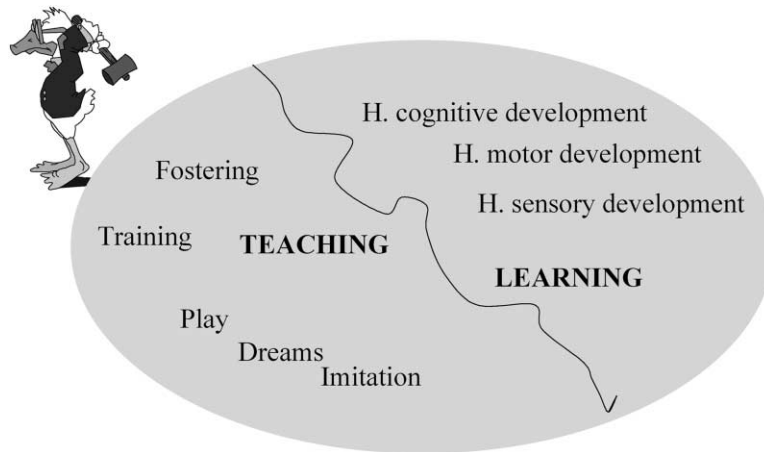 H. cognitive development
H. motor development
Fostering
H. sensory development
Training
TEACHING
LEARNING
Play
Dreams
Imitation